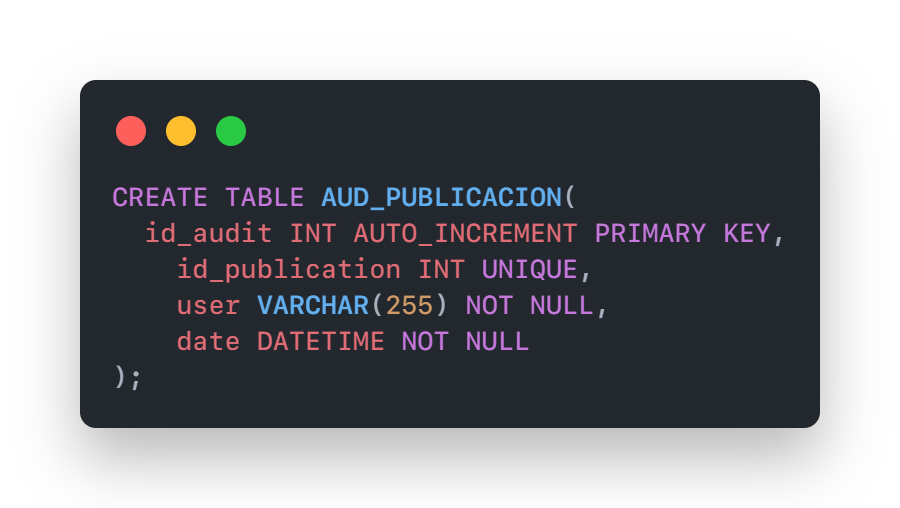 CREATE TABLE AUD_PUBLICACION(
  id_audit INT AUTO_INCREMENT PRIMARY KEY,
    id_publication INT UNIQUE,
    user VARCHAR(255) NOT NULL,
    date DATETIME NOT NULL
);